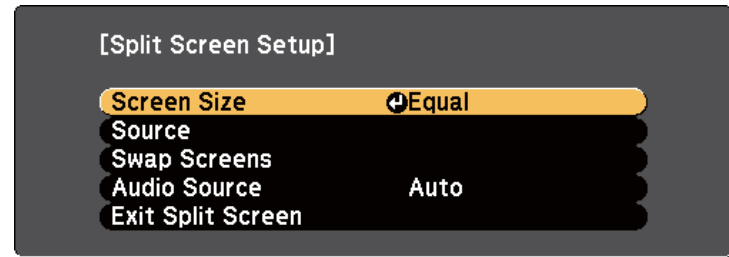 [Split Screen Setup]
Screen Size Equal
Source
Swap Screens
Audio Source Auto
Exit Split Screen